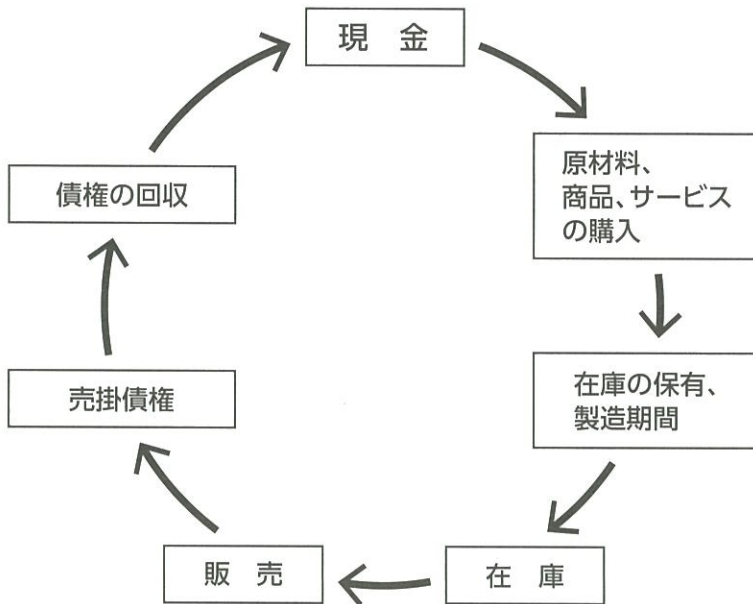 現 金
原材料、
商品、サービス
の購入
在庫の保有、
製造期間
在 庫
販 売
売掛債権
債権の回収